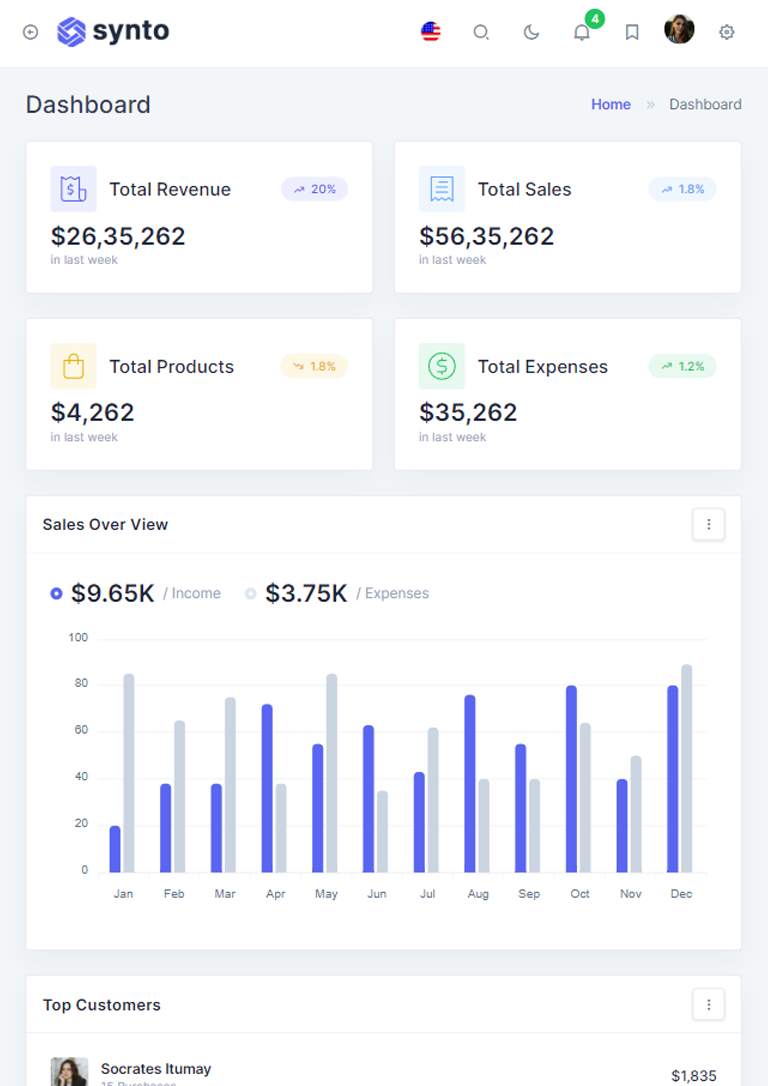 synto
4
Dashboard
Home » Dashboard
Total Revenue 20%
$26,35,262
in last week
Total Sales 1.8%
$56,35,262
in last week
Total Products 1.8%
$4,262
in last week
Total Expenses 1.2%
$35,262
in last week
Sales Over View
$9.65K / Income $3.75K / Expenses
100
80
60
40
20
0
Jan Feb Mar Apr May Jun Jul Aug Sep Oct Nov Dec
Top Customers
Socrates Itumay $1,835
15 Purchases